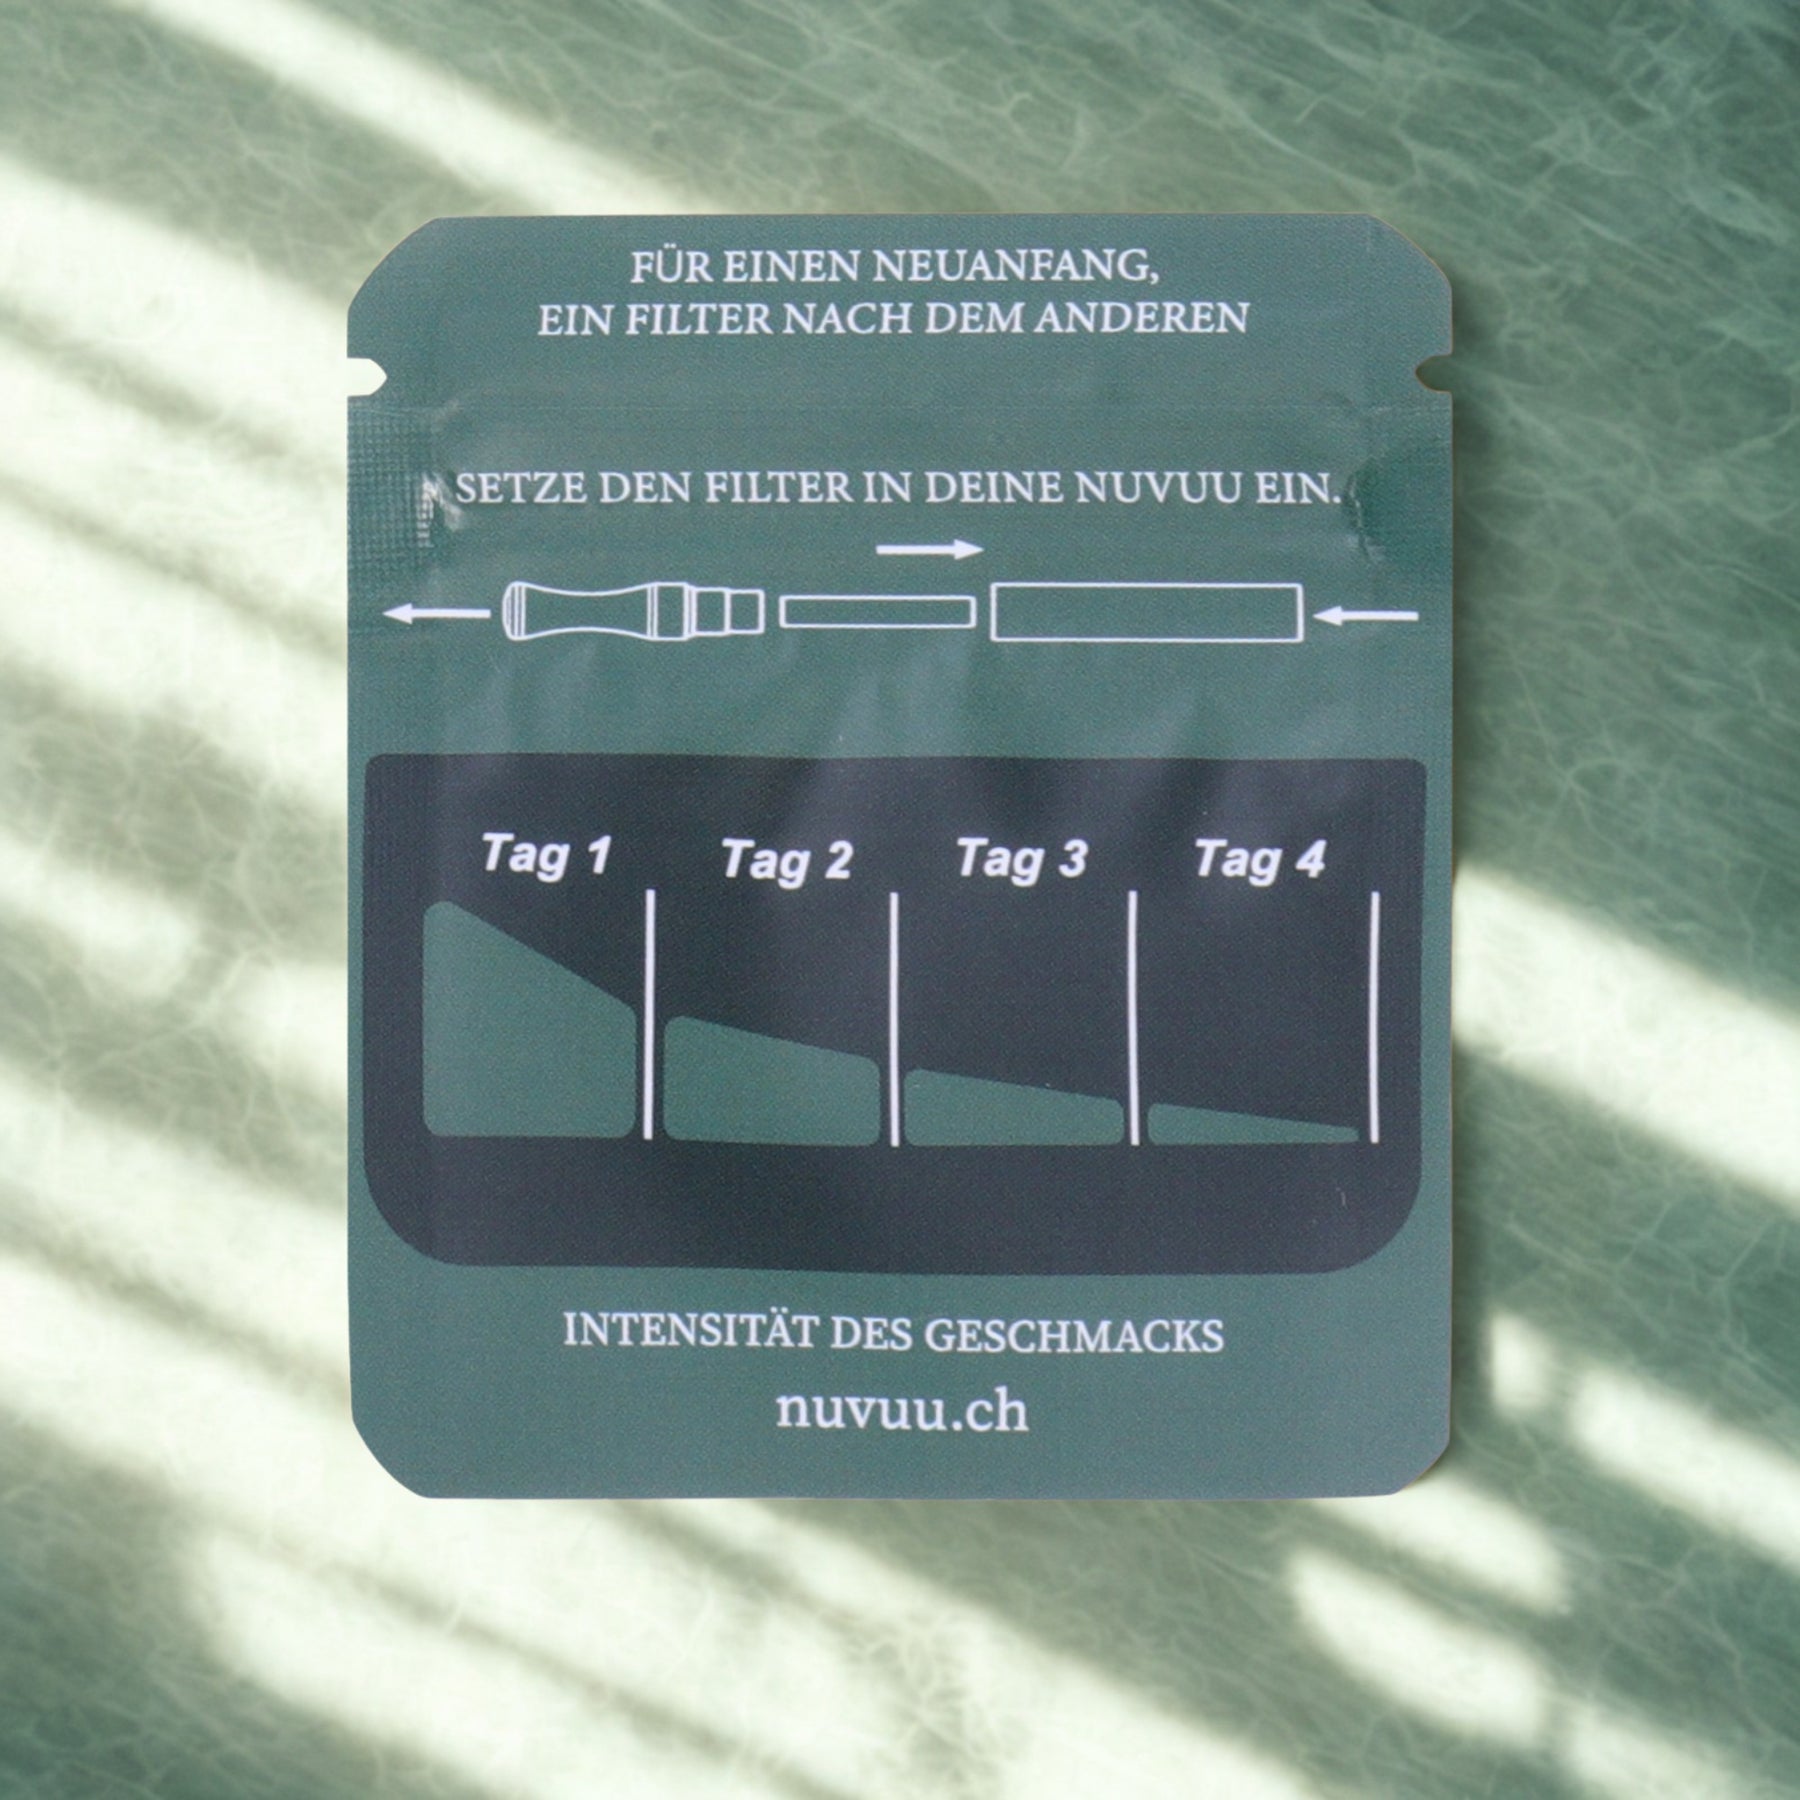 FÜR EINEN NEUANFANG,
EIN FILTER NACH DEM ANDEREN
SETZE DEN FILTER IN DEINE NUVUU EIN.
Tag 1 Tag 2 Tag 3 Tag 4
INTENSITÄT DES GESCHMACKS
nuvuu.ch